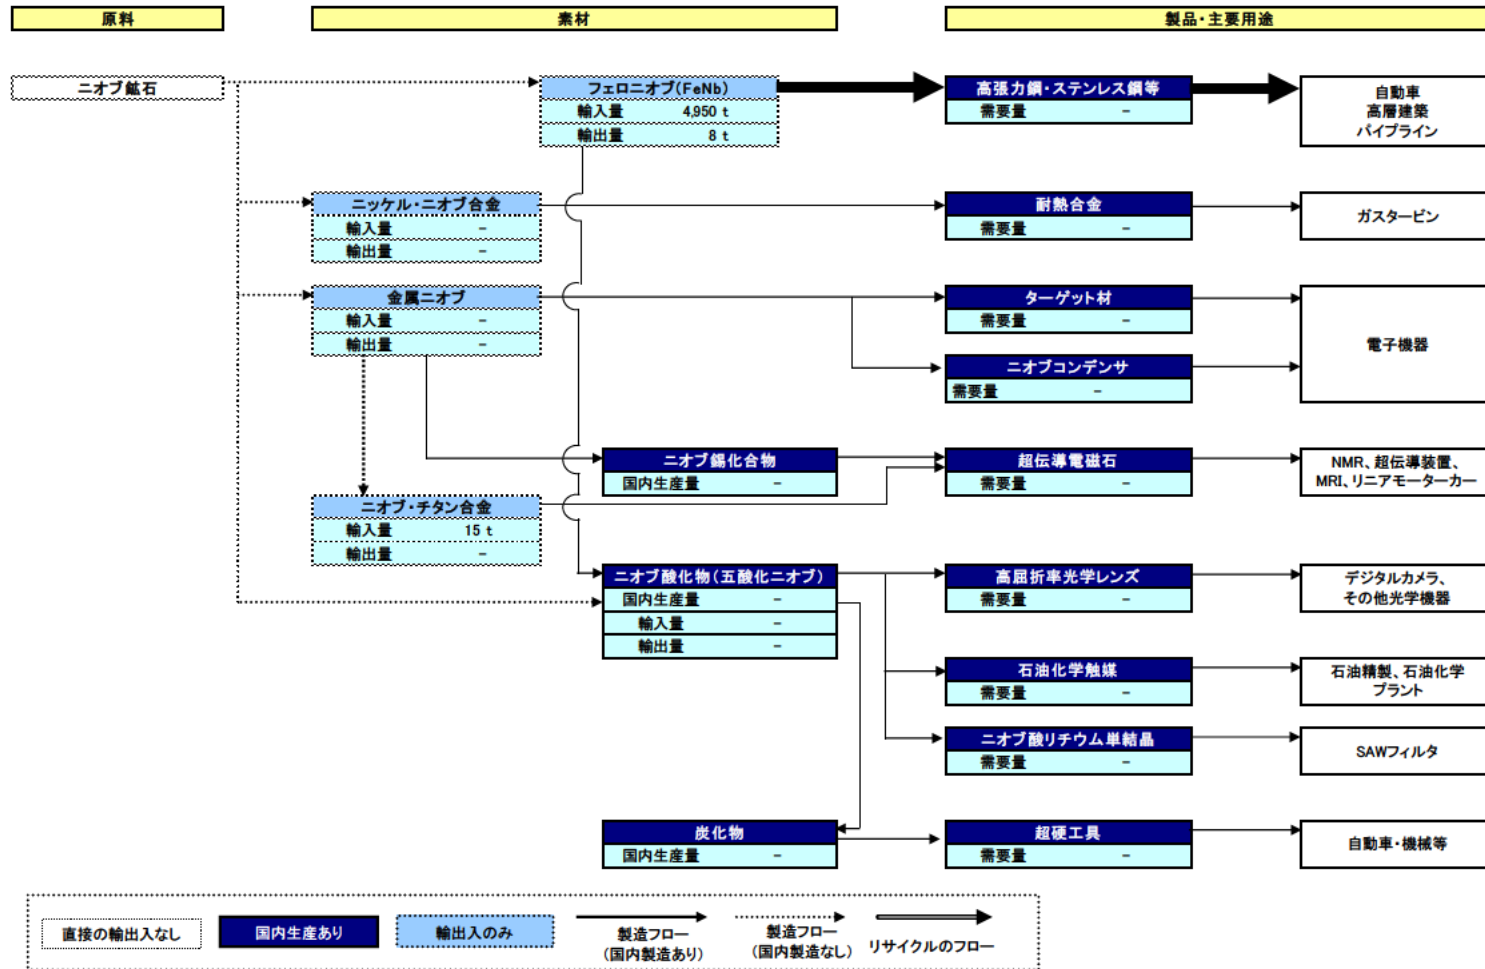 原料
素材
製品・主要用途
ニオブ鉱石
フェロニオブ(FeNb)
輸入量 4,950 t
輸出量 8 t
高張力鋼・ステンレス鋼等
需要量 -
自動車
高層建築
パイプライン
ニッケル・ニオブ合金
輸入量 -
輸出量 -
耐熱合金
需要量 -
ガスタービン
金属ニオブ
輸入量 -
輸出量 -
ターゲット材
需要量 -
ニオブコンデンサ
需要量 -
電子機器
ニオブ錫化合物
国内生産量 -
超伝導電磁石
需要量 -
NMR、超伝導装置、
MRI、リニアモーターカー
ニオブ・チタン合金
輸入量 15 t
輸出量 -
ニオブ酸化物(五酸化ニオブ)
国内生産量 -
輸入量 -
輸出量 -
高屈折率光学レンズ
需要量 -
デジタルカメラ、
その他光学機器
石油化学触媒
需要量 -
石油精製、石油化学
プラント
ニオブ酸リチウム単結晶
需要量 -
SAWフィルタ
炭化物
国内生産量 -
超硬工具
需要量 -
自動車・機械等
直接の輸出入なし
国内生産あり
輸出入のみ
製造フロー
(国内製造あり)
製造フロー
(国内製造なし)
リサイクルのフロー